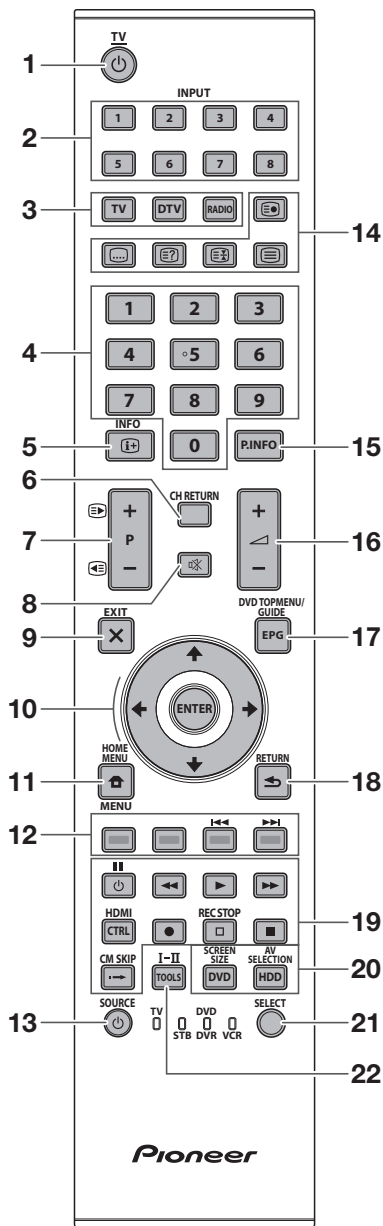 TV
1
INPUT
2
1 2 3 4
5 6 7 8
3
TV DTV RADIO
14
....
?
1 2 3
4
4 5 6
7 8 9
INFO
5
i+
0
P.INFO
15
6
CH RETURN
+
P
−
7
+
−
16
8
EXIT
9
DVD TOP MENU/
GUIDE
EPG
17
10
ENTER
HOME
MENU
11
MENU
RETURN
18
12
19
HDMI
CTRL
REC STOP
CM SKIP
I-II
TOOLS
SCREEN
SIZE
DVD
AV
SELECTION
HDD
20
SOURCE
13
TV
STB
DVD
DVR
VCR
SELECT
21
22
Pioneer